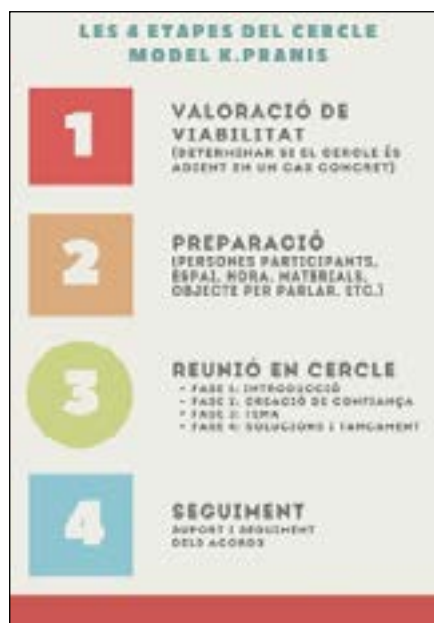 LES 4 ETAPES DEL CERCLE
MODEL K.PRANIS
1
VALORACIÓ DE
VIABILITAT
(DETERMINAR SI EL CERCLE ÉS
ADIENT EN UN CAS CONCRET)
2
PREPARACIÓ
(PERSONES PARTICIPANTS,
ESPAI, HORA, MATERIALS,
OBJECTE PER PARLAR, ETC.)
3
REUNIÓ EN CERCLE
• FASE 1: INTRODUCCIÓ
• FASE 2: CREACIÓ DE CONFIANÇA
• FASE 3: TEMA
• FASE 4: SOLUCIONS I TANCAMENT
4
SEGUIMENT
SUPORT I SEGUIMENT
DELS ACORDS